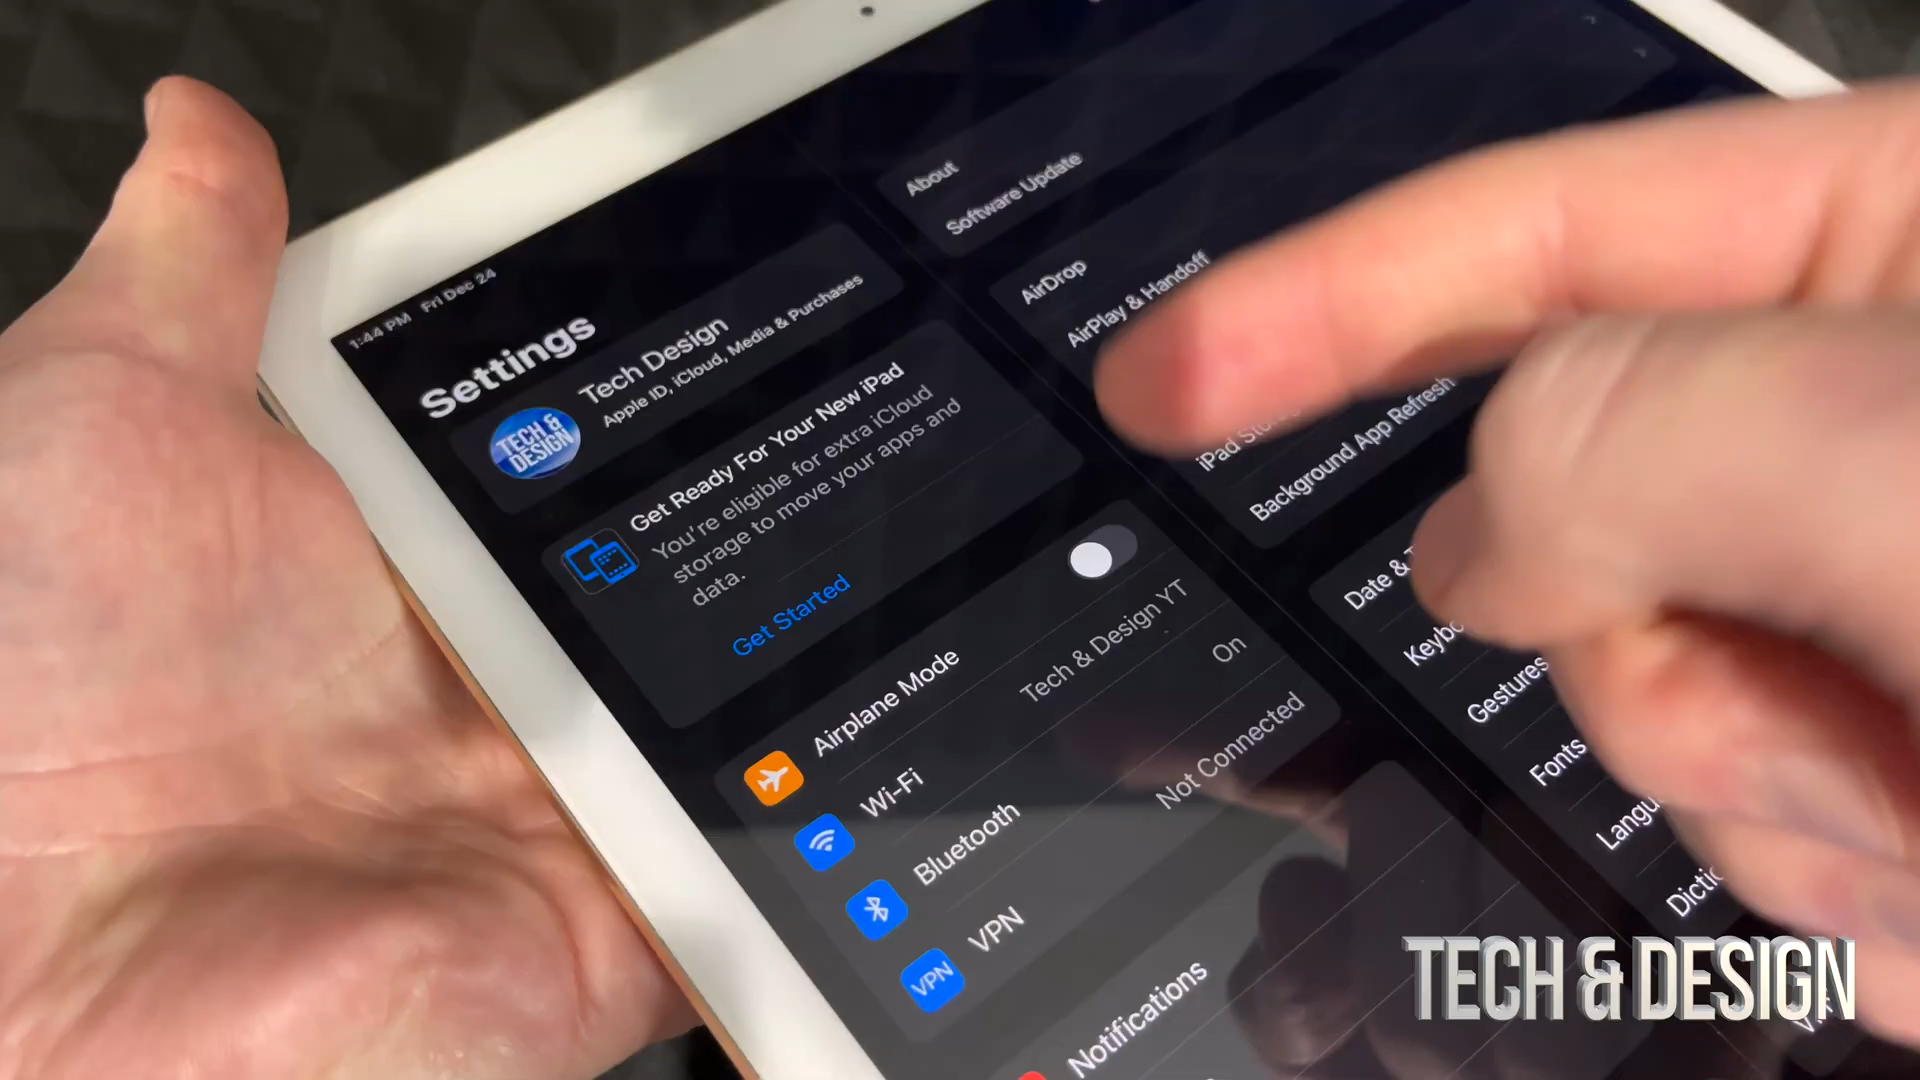 1:44 PM Fri Dec 24
Settings
TECH &
DESIGN
Tech Design
Apple ID, iCloud, Media & Purchases
Get Ready For Your New iPad
You're eligible for extra iCloud
storage to move your apps and
data.
Get Started
Airplane Mode
Wi-Fi Tech & Design YT
Bluetooth On
VPN
VPN Not Connected
Notifications
About
Software Update
AirDrop
AirPlay & Handoff
iPad
Background App Refresh
Date &
Gestures
Fonts
TECH & DESIGN